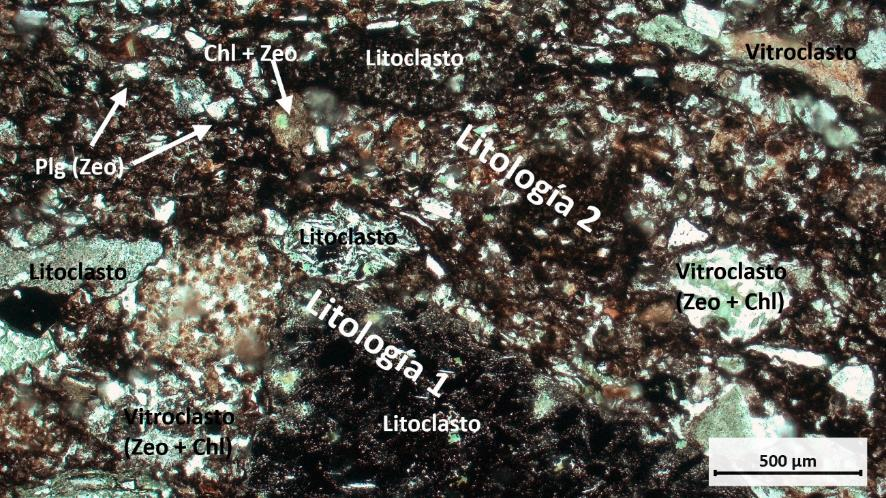 Chl + Zeo
Litoclasto
Vitroclasto
Plg (Zeo)
Litología 2
Litoclasto
Litoclasto
Vitroclasto
(Zeo + Chl)
Litología 1
Vitroclasto
(Zeo + Chl)
Litoclasto
500 µm